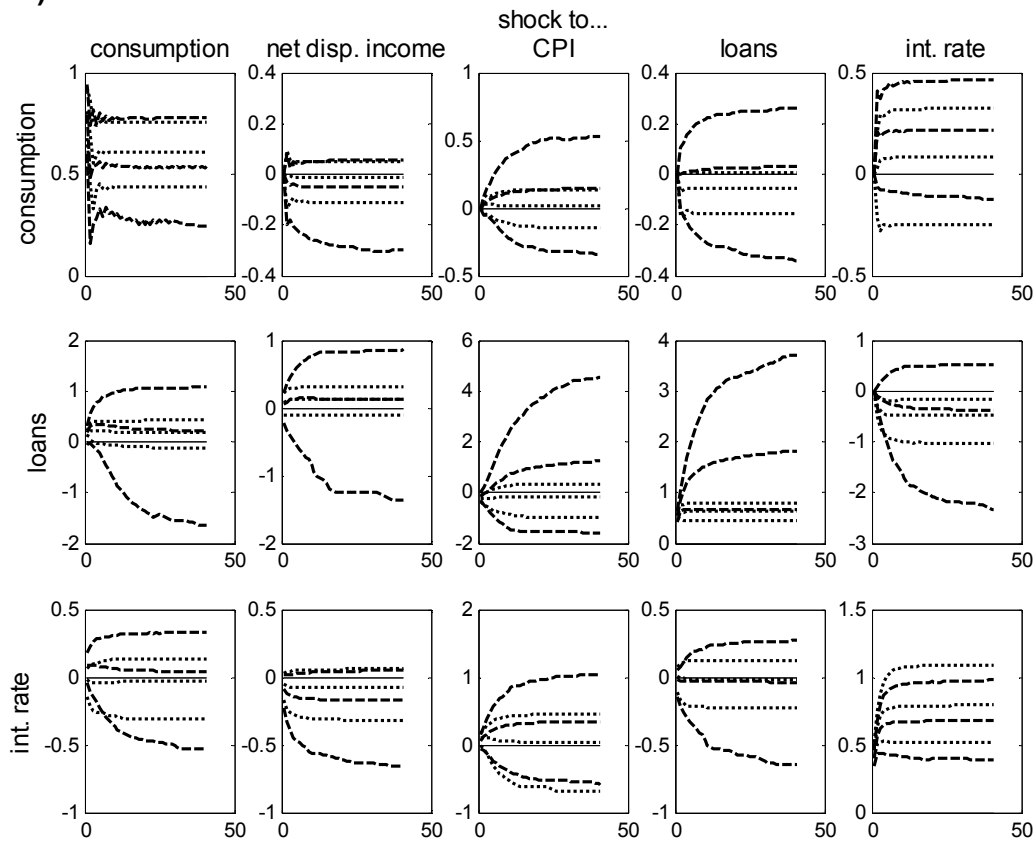 )
shock to...
consumption net disp. income CPI loans int. rate
consumption
1 0.4 1 0.4 0.5
0.2 0.2
0.5 0 0.5 0 0
-0.2 0 -0.2
0 -0.4 -0.5 -0.4 -0.5
0 50 0 50 0 50 0 50 0 50
loans
2 1 6 4 1
1 4 3 0
0 0 2 2 -1
-1 -1 0 1 -2
-2 -2 -2 0 -3
0 50 0 50 0 50 0 50 0 50
int. rate
0.5 0.5 2 0.5 1.5
0 0 1 0 1
-0.5 -0.5 0 -0.5 0.5
-1 -1 -1 -1 0
0 50 0 50 0 50 0 50 0 50